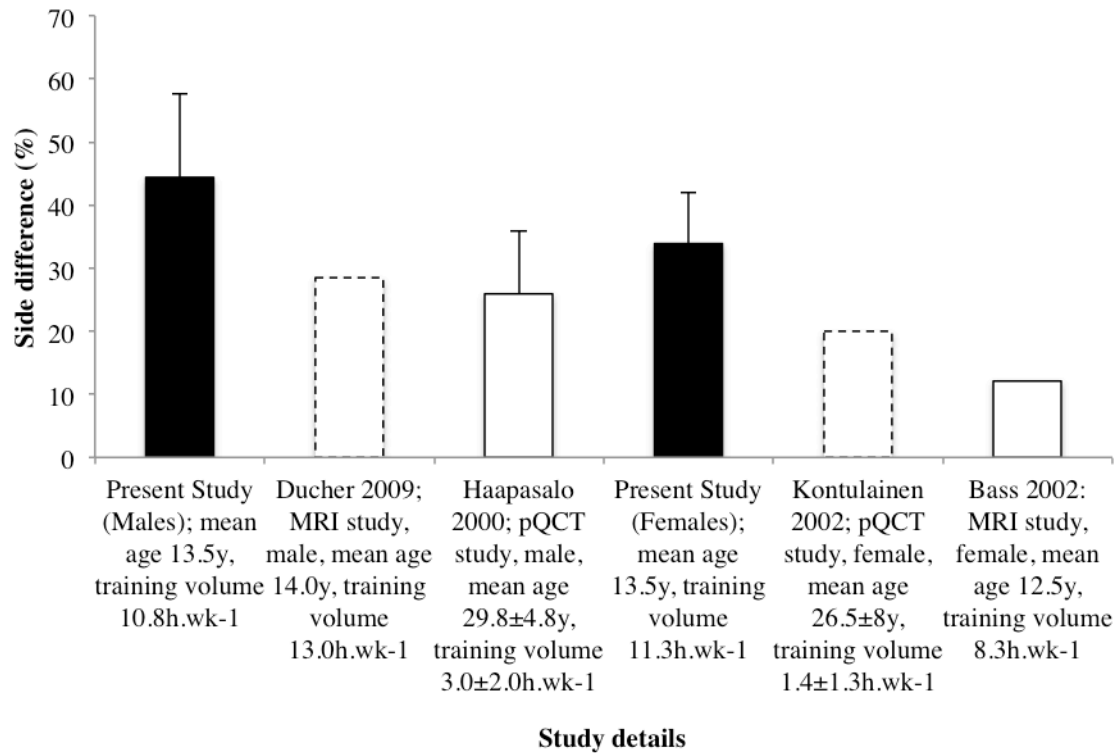 70
60
50
40
30
20
10
0
Side difference (%)
Present Study
(Males); mean
age 13.5y,
training volume
10.8h.wk-1
Ducher 2009;
MRI study,
male, mean age
14.0y, training
volume
13.0h.wk-1
Haapasalo
2000; pQCT
study, male,
mean age
29.8±4.8y,
training volume
3.0±2.0h.wk-1
Present Study
(Females);
mean age
13.5y, training
volume
11.3h.wk-1
Kontulainen
2002; pQCT
study, female,
mean age
26.5±8y,
training volume
1.4±1.3h.wk-1
Bass 2002:
MRI study,
female, mean
age 12.5y,
training volume
8.3h.wk-1
Study details